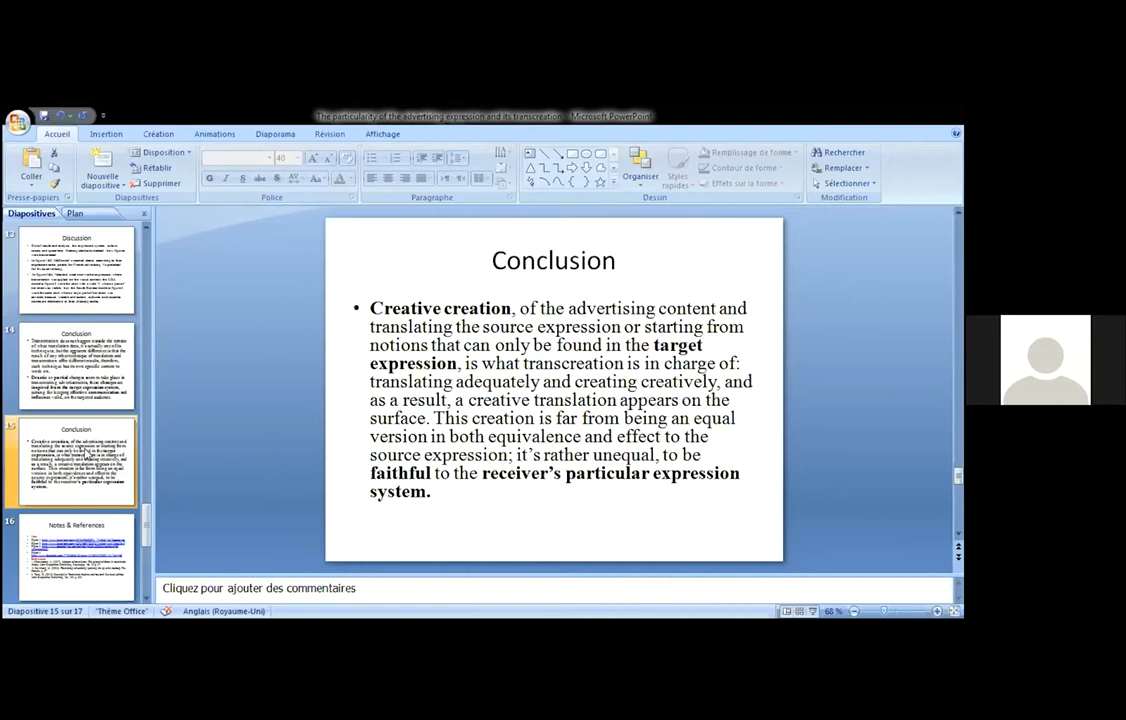 The particularity of the advertising expression and its transcreation - Microsoft PowerPoint
Accueil Insertion Création Animations Diaporama Révision Affichage
Coller
Nouvelle diapositive
Disposition
Rétablir
Supprimer
40
Organiser
Styles rapides
Remplissage de forme
Contour de forme
Effets sur la forme
Rechercher
Remplacer
Sélectionner
Presse-papiers Diapositives Police Paragraphe Dessin Modification
Diapositives Plan
13
Discussion
14
Conclusion
15
Conclusion
16
Notes & References
Conclusion
• Creative creation, of the advertising content and
translating the source expression or starting from
notions that can only be found in the target
expression, is what transcreation is in charge of:
translating adequately and creating creatively, and
as a result, a creative translation appears on the
surface. This creation is far from being an equal
version in both equivalence and effect to the
source expression; it's rather unequal, to be
faithful to the receiver's particular expression
system.
Cliquez pour ajouter des commentaires
Diapositive 15 sur 17 "Thème Office" Anglais (Royaume-Uni) 68 %